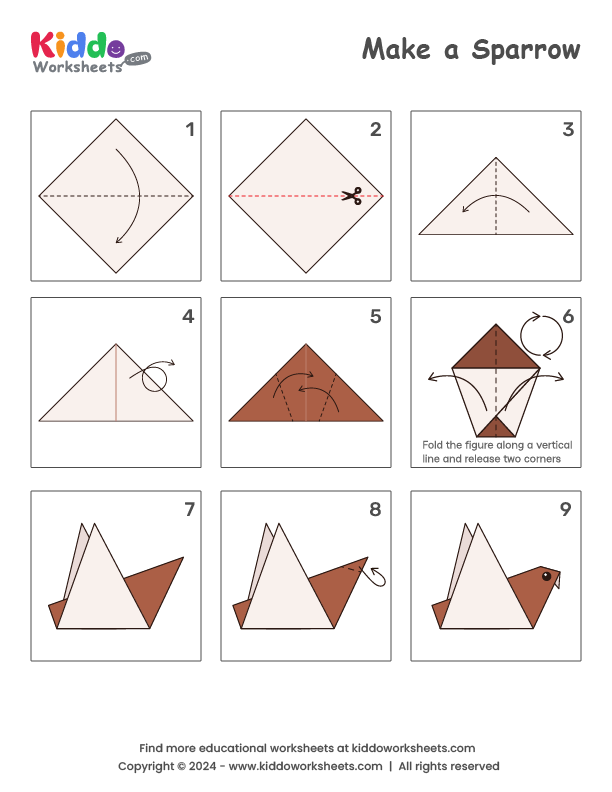 Kiddo
Worksheets
.com
Make a Sparrow
1
2
3
4
5
6
Fold the figure along a vertical
line and release two corners
7
8
9
Find more educational worksheets at kiddoworksheets.com
Copyright © 2024 - www.kiddoworksheets.com | All rights reserved